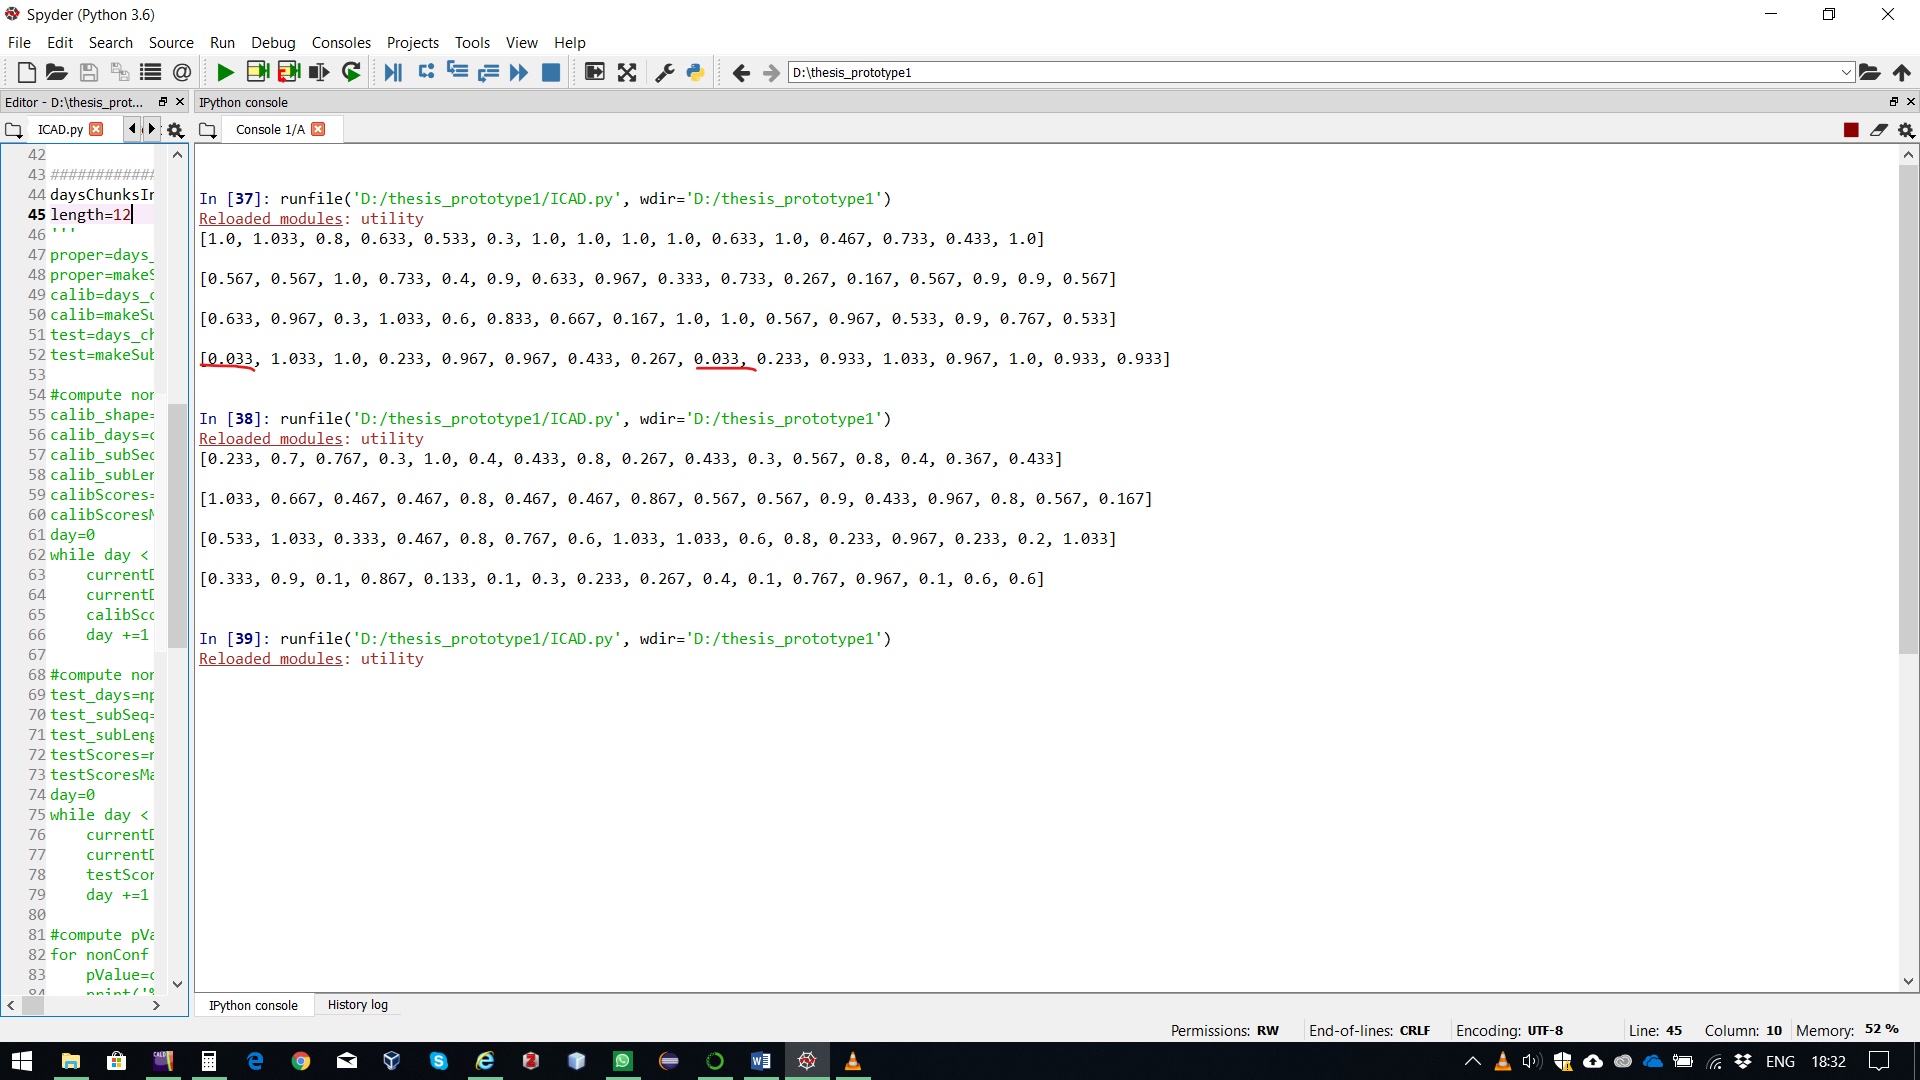 Spyder (Python 3.6)
File Edit Search Source Run Debug Consoles Projects Tools View Help
D:\thesis_prototype1
Editor - D:\thesis_prot...
IPython console
ICAD.py
Console 1/A
42
43 ############
44 daysChunksIn
45 length=12
46 '''
47 proper=days_
48 proper=makeS
49 calib=days_c
50 calib=makeSu
51 test=days_ch
52 test=makeSub
53
54 #compute nor
55 calib_shape=
56 calib_days=c
57 calib_subSec
58 calib_subLer
59 calibScores=
60 calibScoresM
61 day=0
62 while day <
63 currentD
64 currentD
65 calibSco
66 day +=1
67
68 #compute nor
69 test_days=np
70 test_subSeq=
71 test_subLeng
72 testScores=n
73 testScoresMa
74 day=0
75 while day <
76 currentD
77 currentD
78 testScor
79 day +=1
80
81 #compute pVa
82 for nonConf
83 pValue=c
84 print('%
In [37]: runfile('D:/thesis_prototype1/ICAD.py', wdir='D:/thesis_prototype1')
Reloaded modules: utility
[1.0, 1.033, 0.8, 0.633, 0.533, 0.3, 1.0, 1.0, 1.0, 1.0, 0.633, 1.0, 0.467, 0.733, 0.433, 1.0]
[0.567, 0.567, 1.0, 0.733, 0.4, 0.9, 0.633, 0.967, 0.333, 0.733, 0.267, 0.167, 0.567, 0.9, 0.9, 0.567]
[0.633, 0.967, 0.3, 1.033, 0.6, 0.833, 0.667, 0.167, 1.0, 1.0, 0.567, 0.967, 0.533, 0.9, 0.767, 0.533]
[0.033, 1.033, 1.0, 0.233, 0.967, 0.967, 0.433, 0.267, 0.033, 0.233, 0.933, 1.033, 0.967, 1.0, 0.933, 0.933]
In [38]: runfile('D:/thesis_prototype1/ICAD.py', wdir='D:/thesis_prototype1')
Reloaded modules: utility
[0.233, 0.7, 0.767, 0.3, 1.0, 0.4, 0.433, 0.8, 0.267, 0.433, 0.3, 0.567, 0.8, 0.4, 0.367, 0.433]
[1.033, 0.667, 0.467, 0.467, 0.8, 0.467, 0.467, 0.867, 0.567, 0.567, 0.9, 0.433, 0.967, 0.8, 0.567, 0.167]
[0.533, 1.033, 0.333, 0.467, 0.8, 0.767, 0.6, 1.033, 1.033, 0.6, 0.8, 0.233, 0.967, 0.233, 0.2, 1.033]
[0.333, 0.9, 0.1, 0.867, 0.133, 0.1, 0.3, 0.233, 0.267, 0.4, 0.1, 0.767, 0.967, 0.1, 0.6, 0.6]
In [39]: runfile('D:/thesis_prototype1/ICAD.py', wdir='D:/thesis_prototype1')
Reloaded modules: utility
IPython console History log
Permissions: RW End-of-lines: CRLF Encoding: UTF-8 Line: 45 Column: 10 Memory: 52 %
ENG 18:32